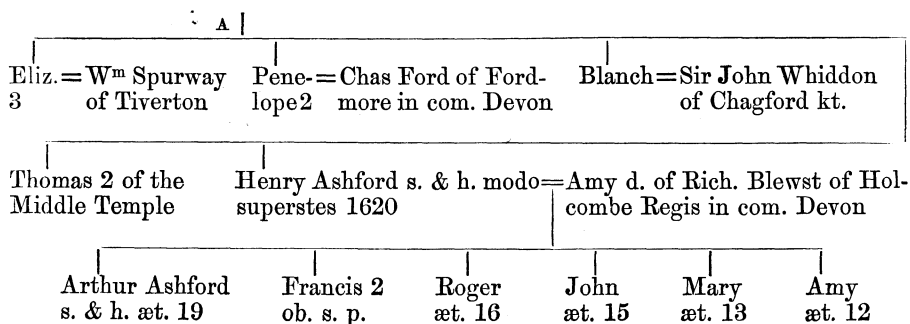 A
Eliz. = Wm Spurway Pene- = Chas Ford of Ford- Blanch = Sir John Whiddon
3 of Tiverton lope 2 more in com. Devon of Chagford kt.
Thomas 2 of the Henry Ashford s. & h. modo = Amy d. of Rich. Blewst of Hol-
Middle Temple superstes 1620 combe Regis in com. Devon
Arthur Ashford Francis 2 Roger John Mary Amy
s. & h. æt. 19 ob. s. p. æt. 16 æt. 15 æt. 13 æt. 12